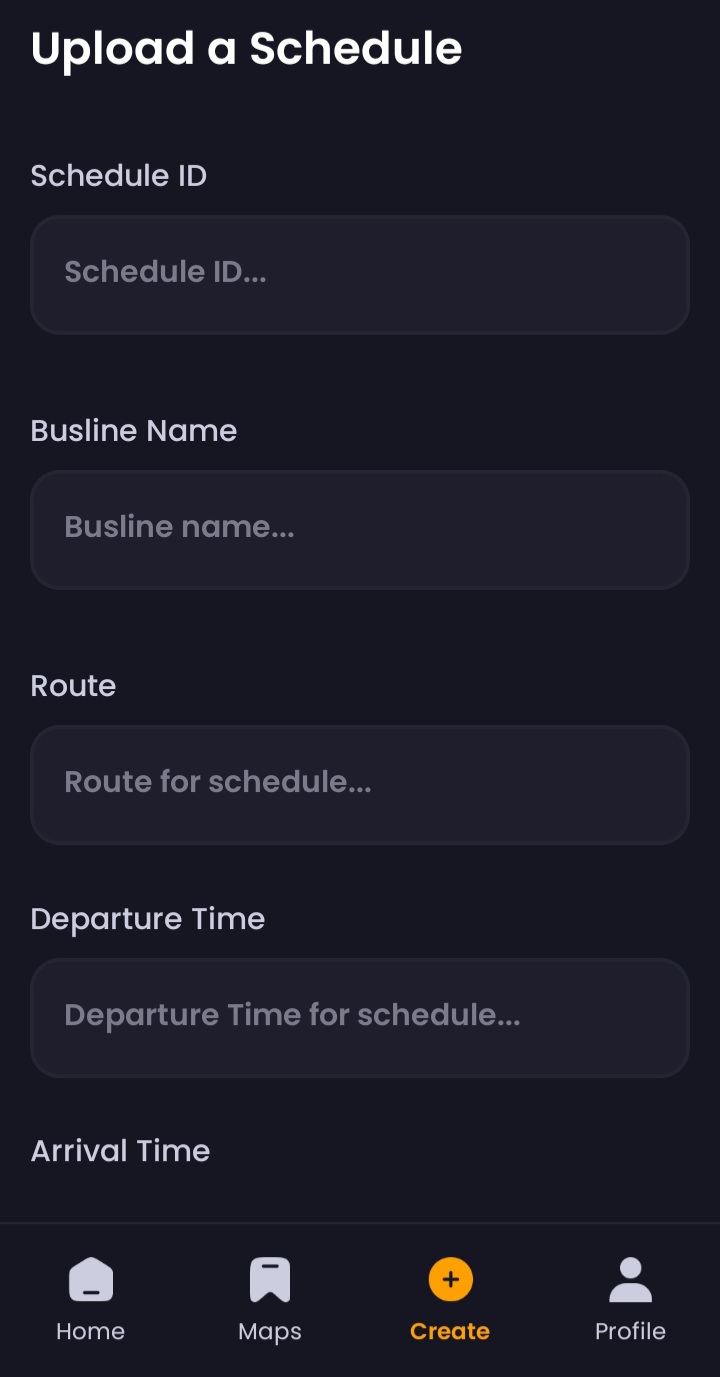 Upload a Schedule
Schedule ID
Schedule ID...
Busline Name
Busline name...
Route
Route for schedule...
Departure Time
Departure Time for schedule...
Arrival Time
Home
Maps
Create
Profile